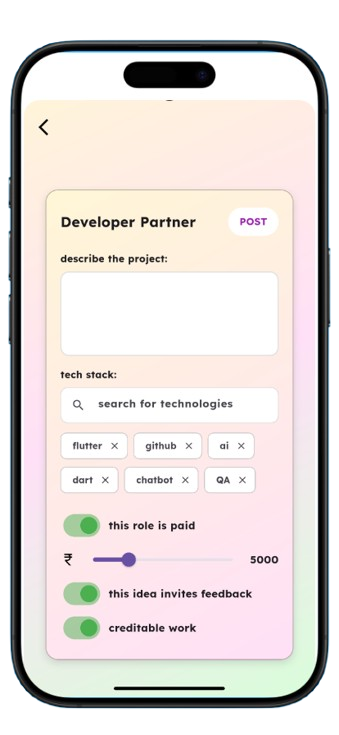 Developer Partner POST
describe the project:
tech stack:
search for technologies
flutter × github × ai ×
dart × chatbot × QA ×
this role is paid
₹ 5000
this idea invites feedback
creditable work